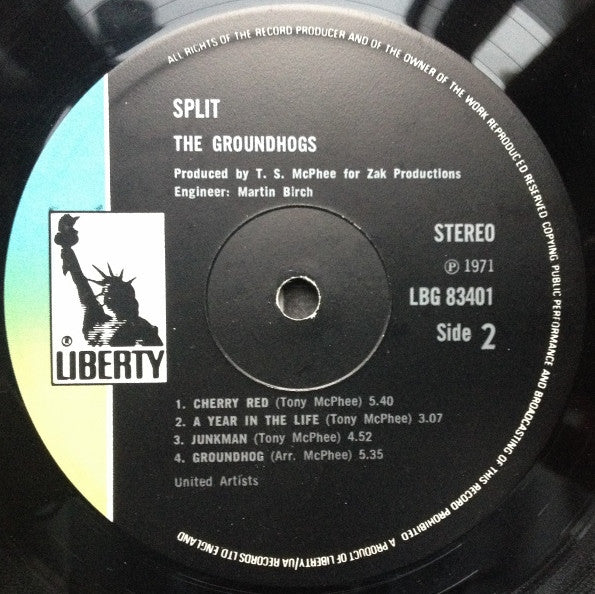 ALL RIGHTS OF THE RECORD PRODUCER AND OF THE OWNER OF THE WORK REPRODUCED RESERVED COPYING PUBLIC PERFORMANCE AND BROADCASTING OF THIS RECORD PROHIBITED. A PRODUCT OF LIBERTY/UA RECORDS LTD ENGLAND
SPLIT
THE GROUNDHOGS
Produced by T. S. McPhee for Zak Productions
Engineer: Martin Birch
STEREO
Ⓟ 1971
LBG 83401
Side 2
®
LIBERTY
1. CHERRY RED (Tony McPhee) 5.40
2. A YEAR IN THE LIFE (Tony McPhee) 3.07
3. JUNKMAN (Tony McPhee) 4.52
4. GROUNDHOG (Arr. McPhee) 5.35
United Artists